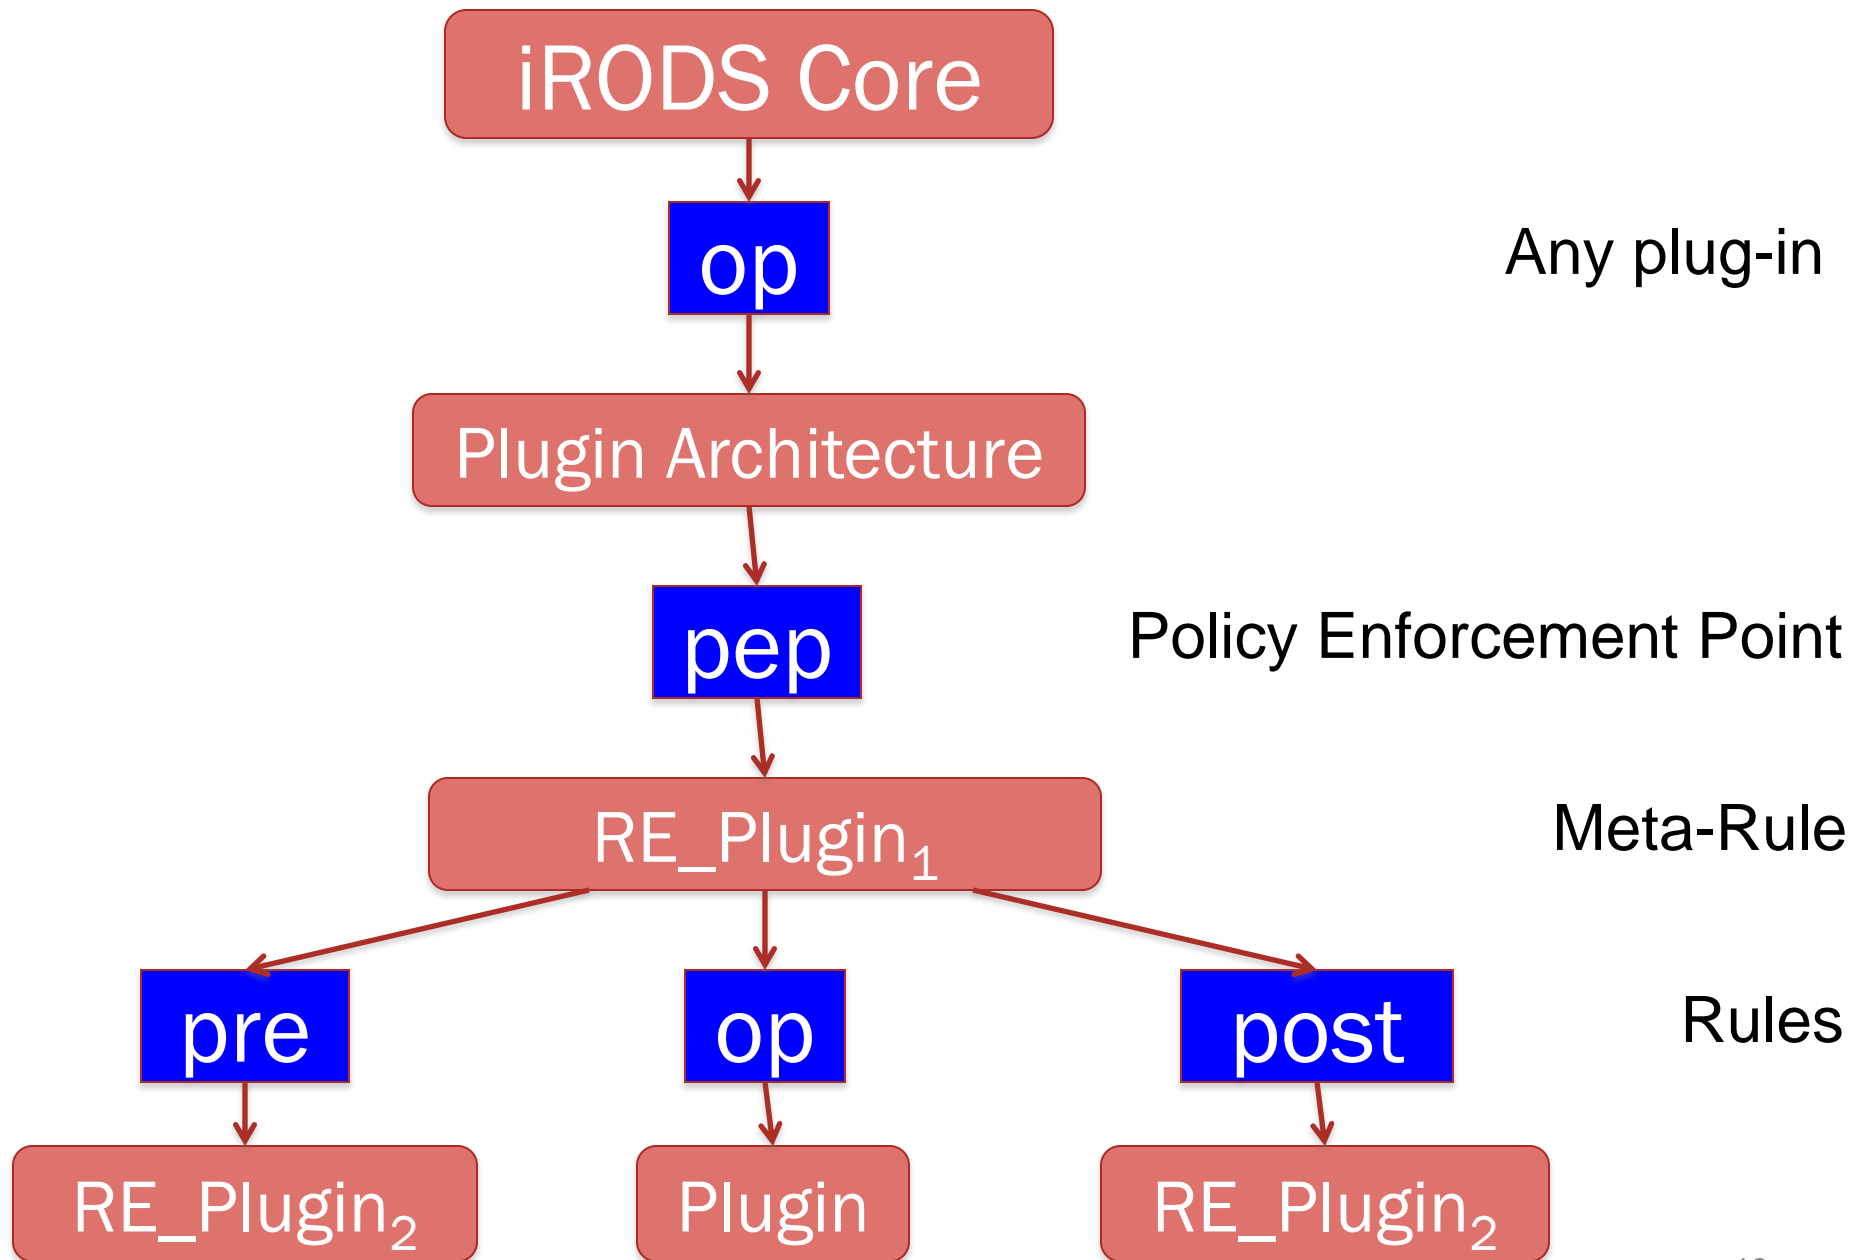 iRODS Core
op
Any plug-in
Plugin Architecture
pep
Policy Enforcement Point
RE_Plugin₁
Meta-Rule
pre
op
post
Rules
RE_Plugin₂
Plugin
RE_Plugin₂